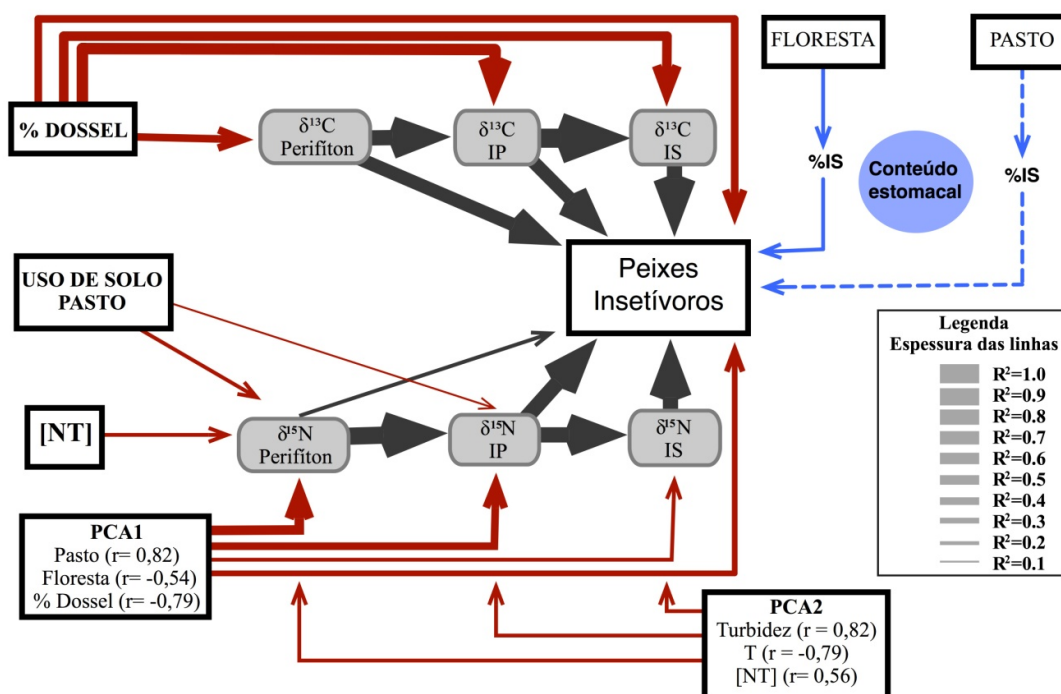 FLORESTA
PASTO
% DOSSEL
δ¹³C
Perifíton
δ¹³C
IP
δ¹³C
IS
%IS
Conteúdo
estomacal
%IS
Peixes
Insetívoros
USO DE SOLO
PASTO
[NT]
δ¹⁵N
Perifíton
δ¹⁵N
IP
δ¹⁵N
IS
Legenda
Espessura das linhas
R²=1.0
R²=0.9
R²=0.8
R²=0.7
R²=0.6
R²=0.5
R²=0.4
R²=0.3
R²=0.2
R²=0.1
PCA1
Pasto (r= 0,82)
Floresta (r= -0,54)
% Dossel (r= -0,79)
PCA2
Turbidez (r = 0,82)
T (r = -0,79)
[NT] (r= 0,56)